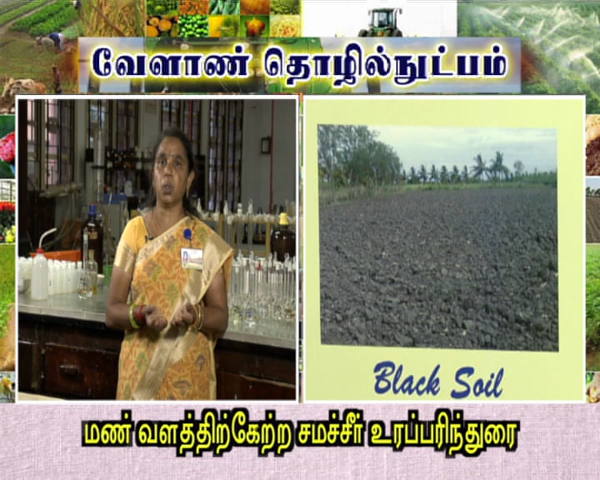 வேளாண் தொழில்நுட்பம்
Black Soil
மண் வளத்திற்கேற்ற சமச்சீர் உரப்பரிந்துரை